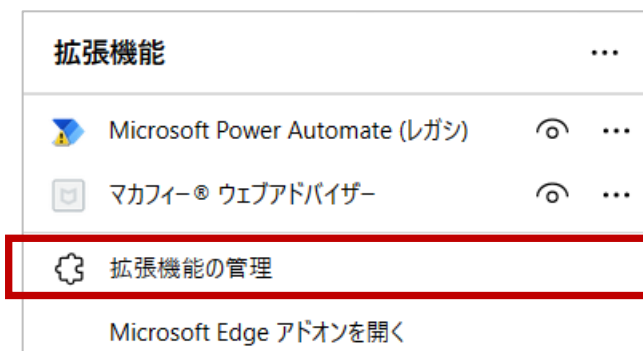 拡張機能
Microsoft Power Automate (レガシ)
マカフィー® ウェブアドバイザー
拡張機能の管理
Microsoft Edge アドオンを開く